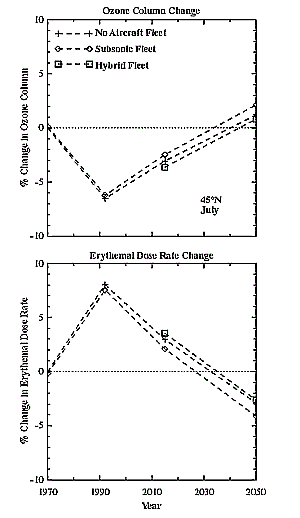 Ozone Column Change
10
No Aircraft Fleet
Subsonic Fleet
5
Hybrid Fleet
% Change in Ozone Column
0
-5
45°N
July
-10
Erythemal Dose Rate Change
10
5
% Change in Erythemal Dose Rate
0
-5
-10
1970
1990
2010
2030
2050
Year